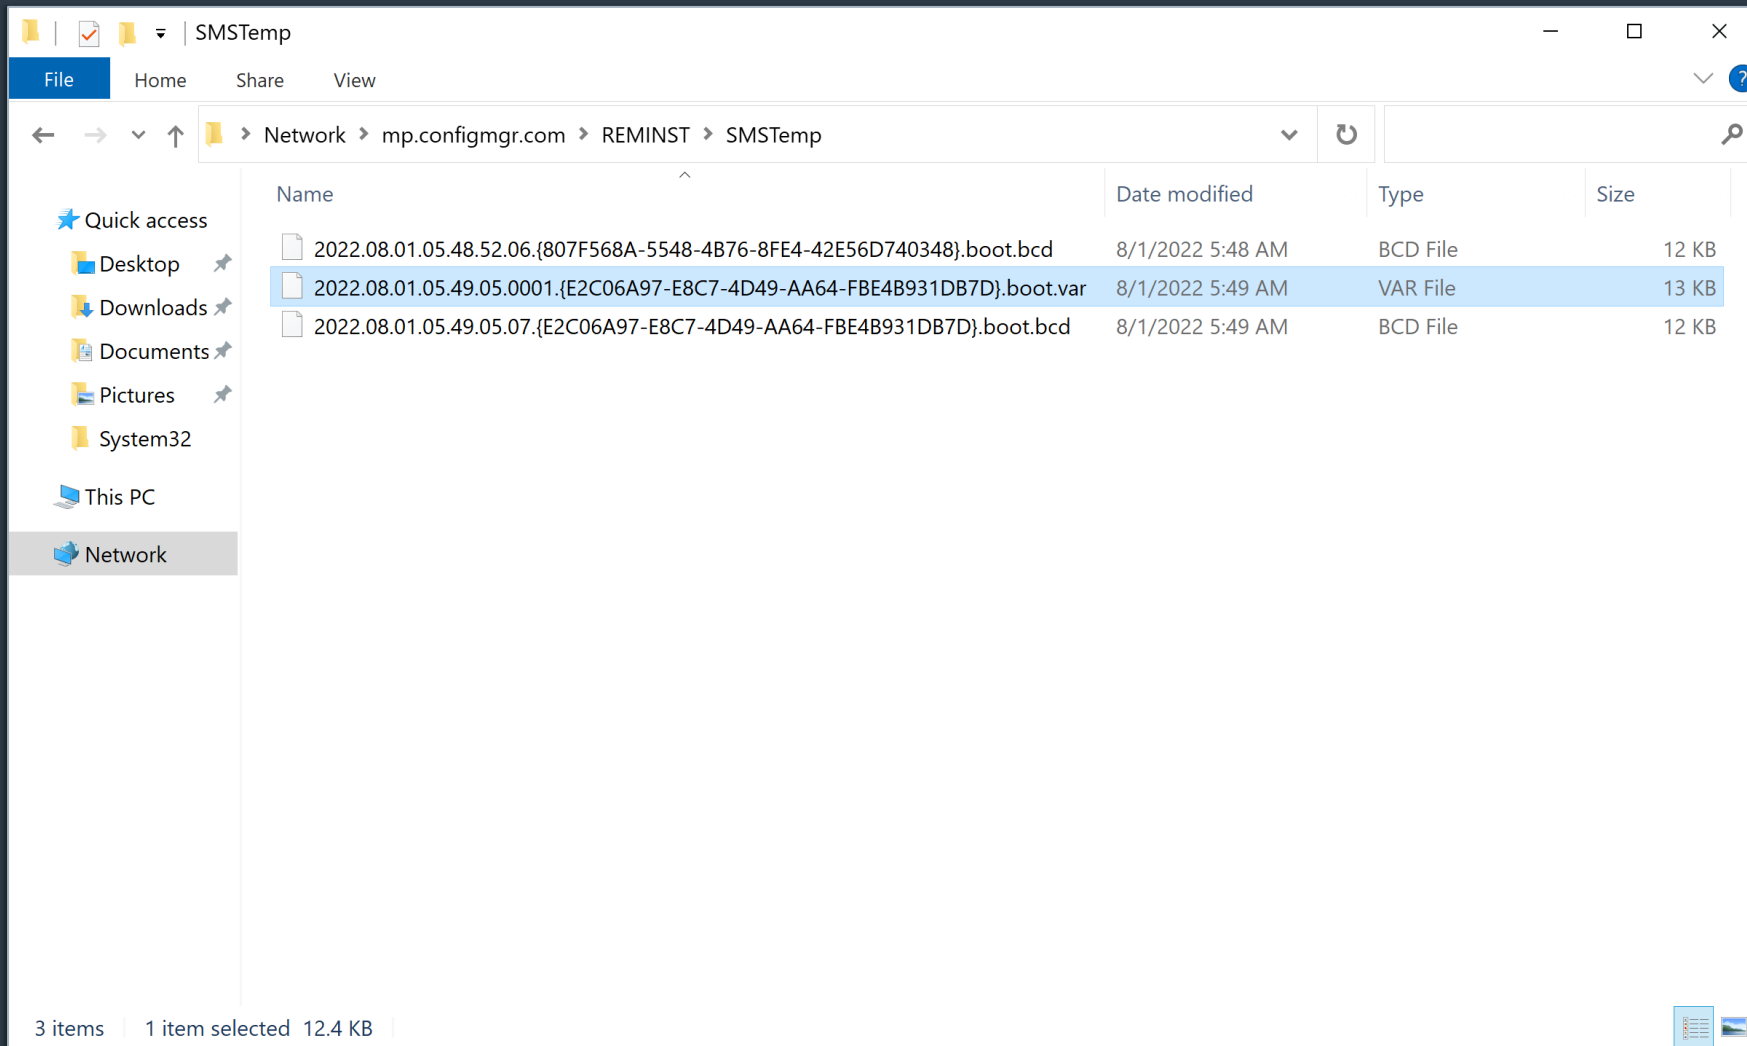 SMSTemp
File Home Share View ?
Network mp.configmgr.com REMINST SMSTemp
Name Date modified Type Size
Quick access
Desktop
Downloads
Documents
Pictures
System32
This PC
Network
2022.08.01.05.48.52.06.{807F568A-5548-4B76-8FE4-42E56D740348}.boot.bcd 8/1/2022 5:48 AM BCD File 12 KB
2022.08.01.05.49.05.0001.{E2C06A97-E8C7-4D49-AA64-FBE4B931DB7D}.boot.var 8/1/2022 5:49 AM VAR File 13 KB
2022.08.01.05.49.05.07.{E2C06A97-E8C7-4D49-AA64-FBE4B931DB7D}.boot.bcd 8/1/2022 5:49 AM BCD File 12 KB
3 items 1 item selected 12.4 KB